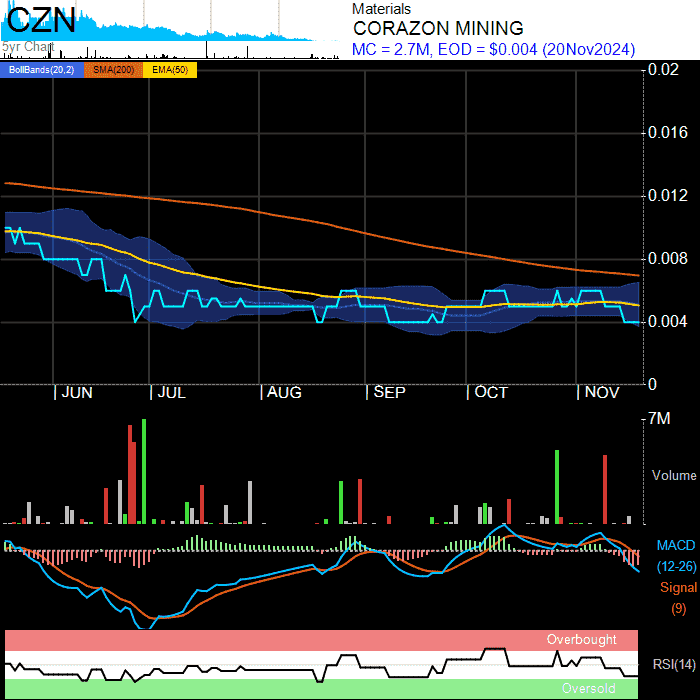 CZN
5yr Chart
Materials
CORAZON MINING
MC = 2.7M, EOD = $0.004 (20Nov2024)
BollBands(20,2) SMA(200) EMA(50)
0.02
0.016
0.012
0.008
0.004
0
JUN JUL AUG SEP OCT NOV
7M
Volume
MACD
(12-26)
Signal
(9)
Overbought
RSI(14)
Oversold